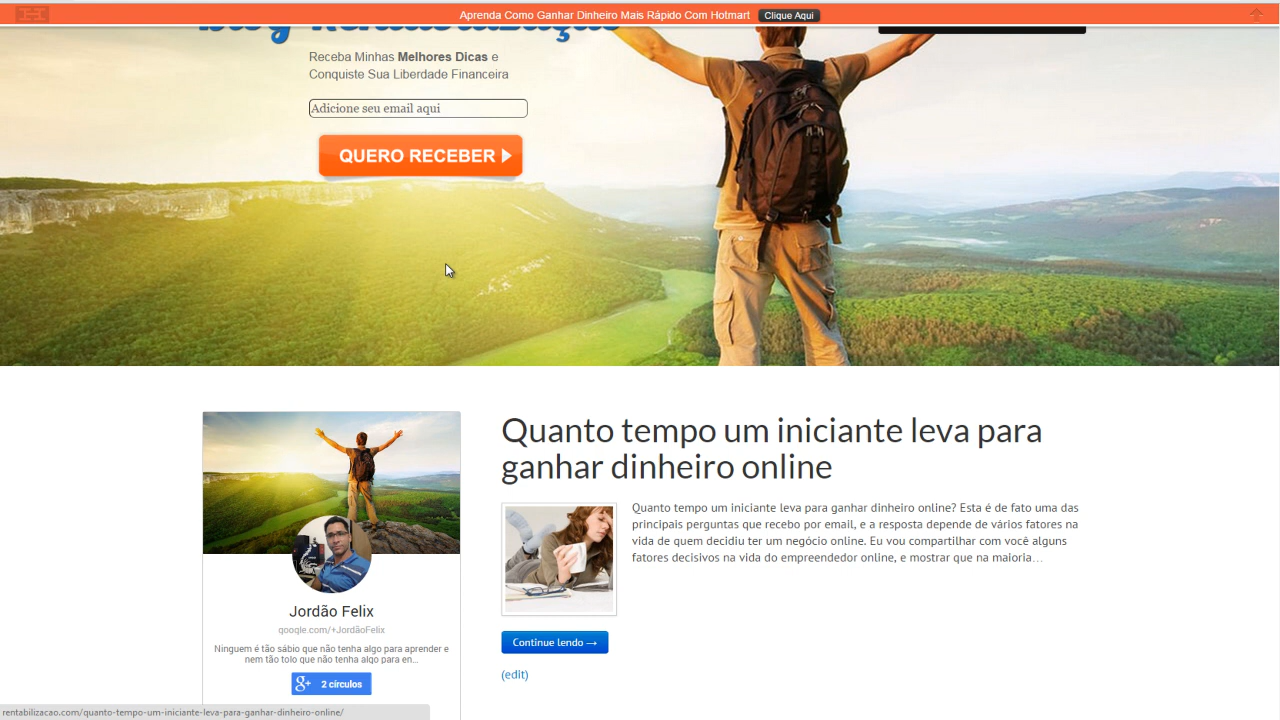 Aprenda Como Ganhar Dinheiro Mais Rápido Com Hotmart Clique Aqui
Blog Rentabilização
Receba Minhas Melhores Dicas e
Conquiste Sua Liberdade Financeira
Adicione seu email aqui
QUERO RECEBER
Quanto tempo um iniciante leva para
ganhar dinheiro online
Quanto tempo um iniciante leva para ganhar dinheiro online? Esta é de fato uma das
principais perguntas que recebo por email, e a resposta depende de vários fatores na
vida de quem decidiu ter um negócio online. Eu vou compartilhar com você alguns
fatores decisivos na vida do empreendedor online, e mostrar que na maioria…
Continue lendo →
(edit)
Jordão Felix
google.com/+JordãoFelix
Ninguem é tão sábio que não tenha algo para aprender e
nem tão tolo que não tenha algo para en...
g+ 2 círculos
rentabilizacao.com/quanto-tempo-um-iniciante-leva-para-ganhar-dinheiro-online/